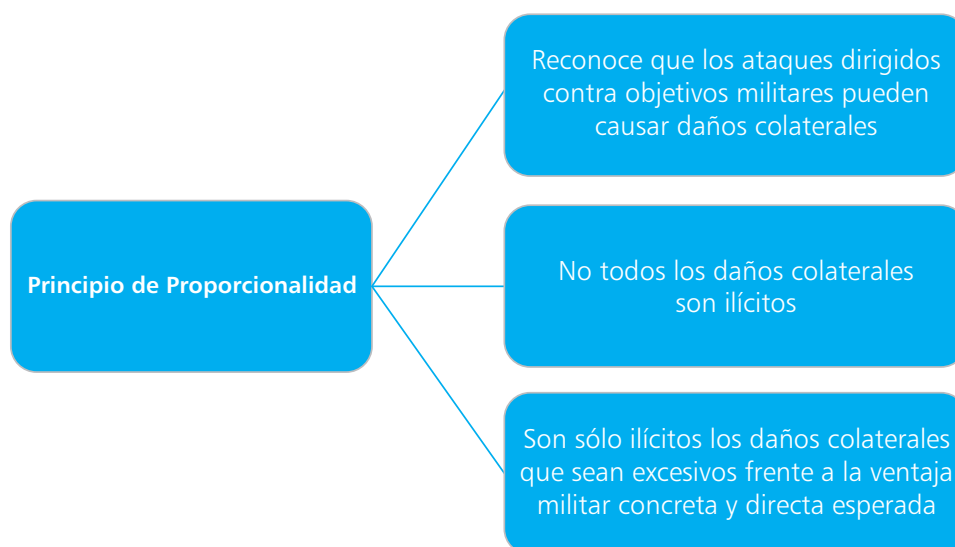 Principio de Proporcionalidad
Reconoce que los ataques dirigidos
contra objetivos militares pueden
causar daños colaterales
No todos los daños colaterales
son ilícitos
Son sólo ilícitos los daños colaterales
que sean excesivos frente a la ventaja
militar concreta y directa esperada